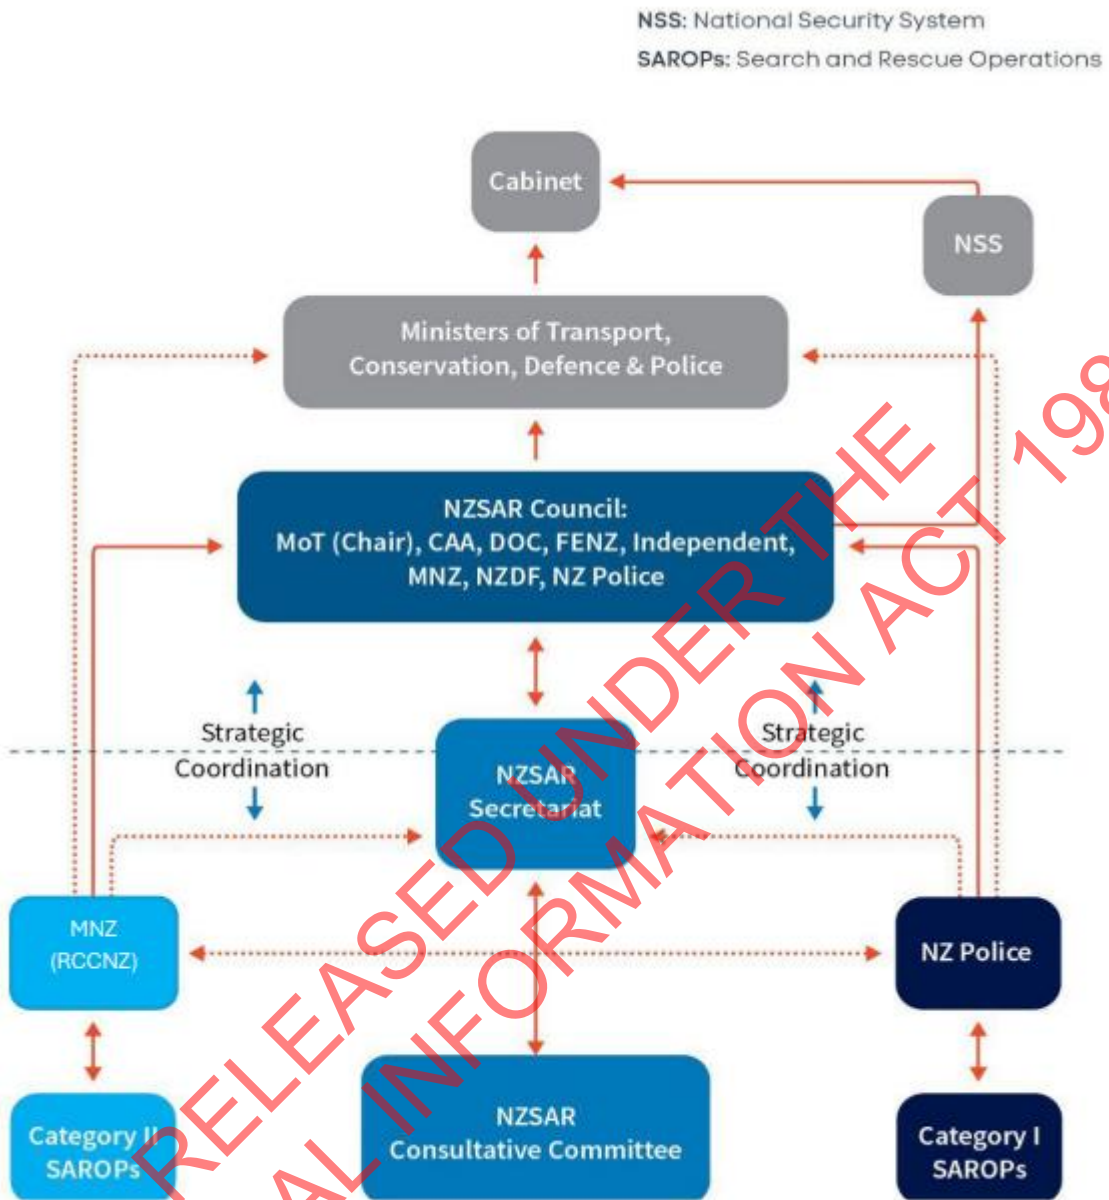 NSS: National Security System
SAROPs: Search and Rescue Operations
Cabinet
NSS
Ministers of Transport,
Conservation, Defence & Police
NZSAR Council:
MoT (Chair), CAA, DOC, FENZ, Independent,
MNZ, NZDF, NZ Police
Strategic
Coordination
Strategic
Coordination
NZSAR
Secretariat
MNZ
(RCCNZ)
NZ Police
Category II
SAROPs
NZSAR
Consultative Committee
Category I
SAROPs
RELEASED UNDER THE
INFORMATION ACT